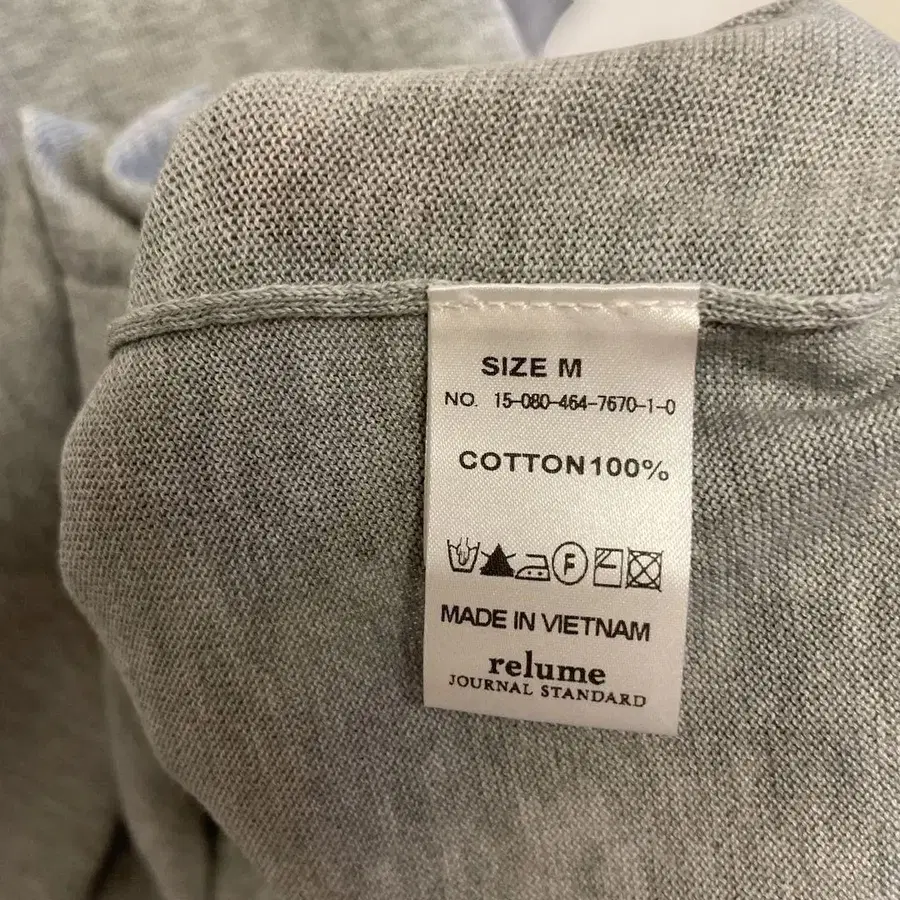 SIZE M
NO. 15-080-464-7670-1-0
COTTON100%
F
MADE IN VIETNAM
relume
JOURNAL STANDARD